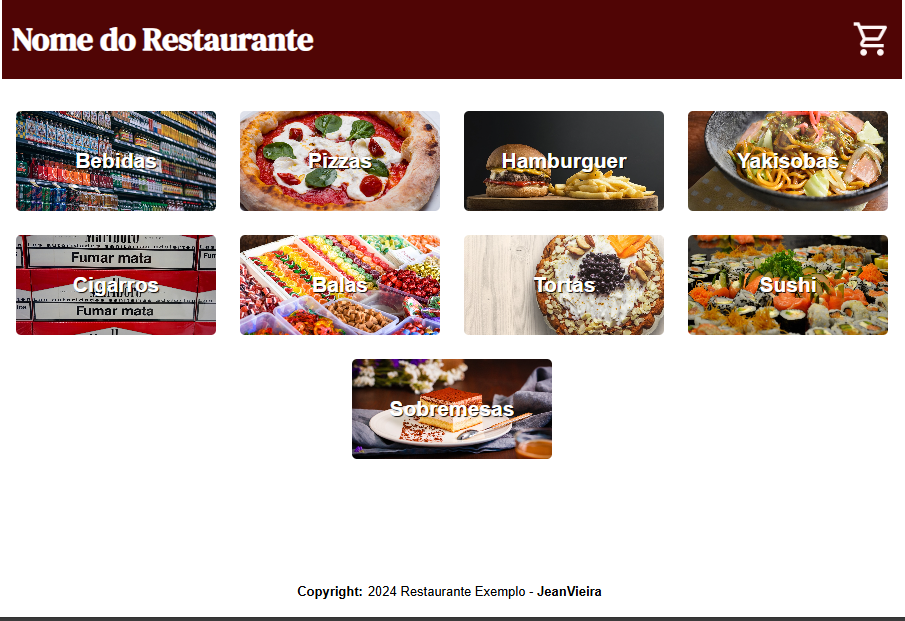 Nome do Restaurante
Bebidas
Pizzas
Hamburguer
Yakisobas
Fumar mata
Fum
Cigarros
Fumar mata
Balas
Tortas
Sushi
Sobremesas
Copyright: 2024 Restaurante Exemplo - JeanVieira